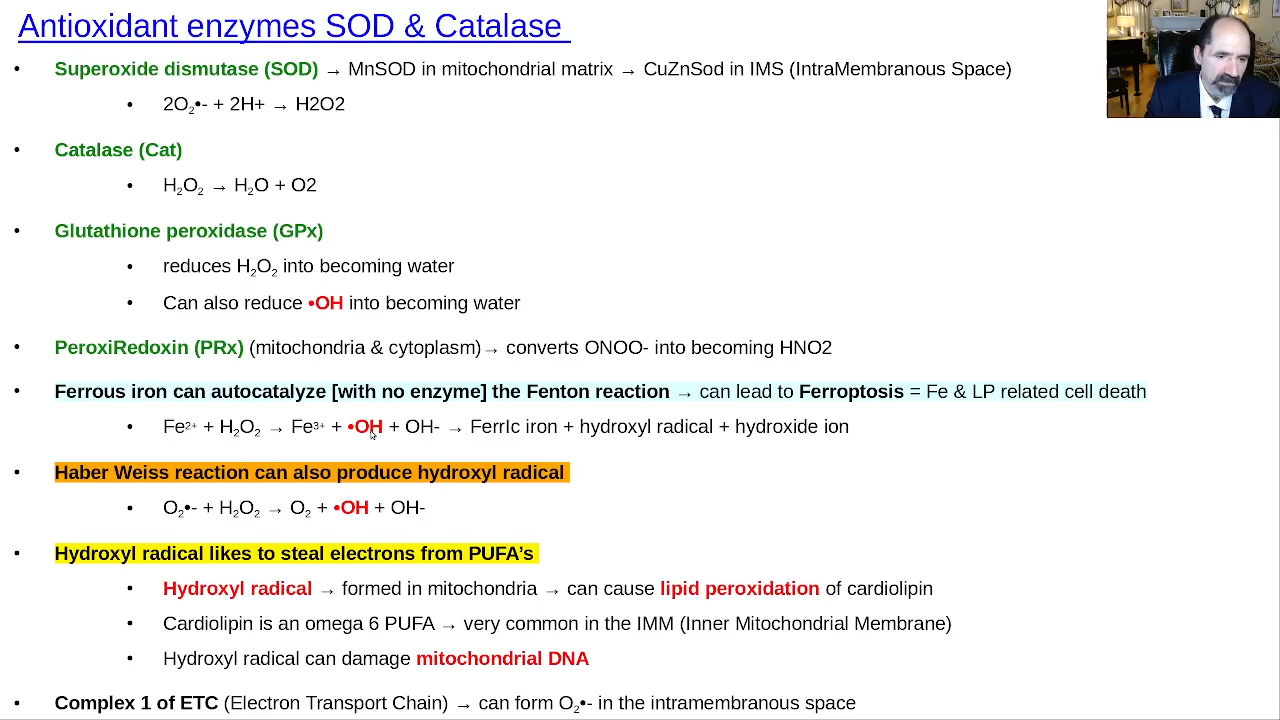 Antioxidant enzymes SOD & Catalase
• Superoxide dismutase (SOD) → MnSOD in mitochondrial matrix → CuZnSod in IMS (IntraMembranous Space)
• 2O₂•- + 2H+ → H2O2
• Catalase (Cat)
• H₂O₂ → H₂O + O2
• Glutathione peroxidase (GPx)
• reduces H₂O₂ into becoming water
• Can also reduce •OH into becoming water
• PeroxiRedoxin (PRx) (mitochondria & cytoplasm)→ converts ONOO- into becoming HNO2
• Ferrous iron can autocatalyze [with no enzyme] the Fenton reaction → can lead to Ferroptosis = Fe & LP related cell death
• Fe²⁺ + H₂O₂ → Fe³⁺ + •OH + OH- → FerrIc iron + hydroxyl radical + hydroxide ion
• Haber Weiss reaction can also produce hydroxyl radical
• O₂•- + H₂O₂ → O₂ + •OH + OH-
• Hydroxyl radical likes to steal electrons from PUFA’s
• Hydroxyl radical → formed in mitochondria → can cause lipid peroxidation of cardiolipin
• Cardiolipin is an omega 6 PUFA → very common in the IMM (Inner Mitochondrial Membrane)
• Hydroxyl radical can damage mitochondrial DNA
• Complex 1 of ETC (Electron Transport Chain) → can form O₂•- in the intramembranous space